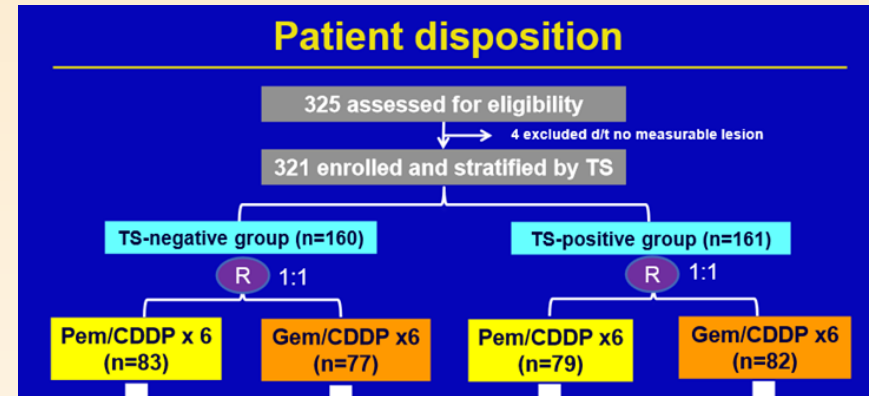 Patient disposition
325 assessed for eligibility
4 excluded d/t no measurable lesion
321 enrolled and stratified by TS
TS-negative group (n=160)
TS-positive group (n=161)
R 1:1
R 1:1
Pem/CDDP x 6
(n=83)
Gem/CDDP x6
(n=77)
Pem/CDDP x6
(n=79)
Gem/CDDP x6
(n=82)